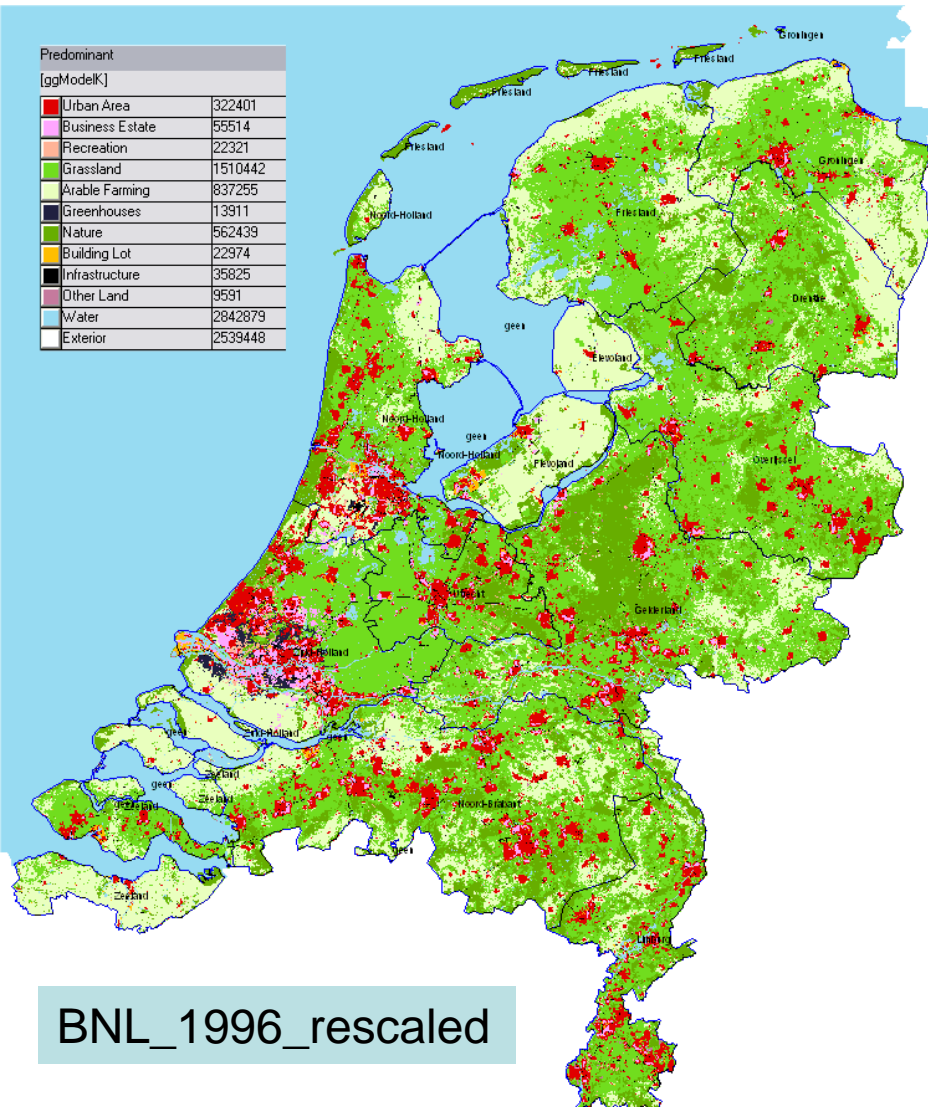 Predominant
[ggModelK]
Urban Area 322401
Business Estate 55514
Recreation 22321
Grassland 1510442
Arable Farming 837255
Greenhouses 13911
Nature 562439
Building Lot 22974
Infrastructure 35825
Other Land 9591
Water 2842879
Exterior 2539448
Groningen
Friesland
Friesland
Friesland
Friesland
Groningen
Noord-Holland
Friesland
Drenthe
geen
Flevoland
Noord-Holland
geen
Noord-Holland
Flevoland
Overijssel
Utrecht
Gelderland
Zuid-Holland
geen
Zuid-Holland
geen
Zeeland
geen
Zeeland
Zeeland
Noord-Brabant
geen
Zeeland
Limburg
BNL_1996_rescaled